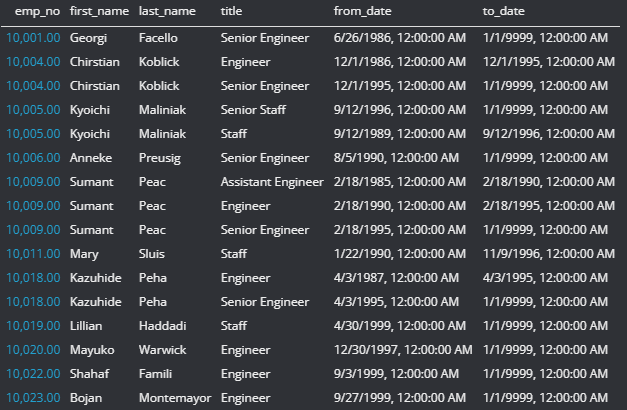 emp_no first_name last_name title from_date to_date
10,001.00 Georgi Facello Senior Engineer 6/26/1986, 12:00:00 AM 1/1/9999, 12:00:00 AM
10,004.00 Chirstian Koblick Engineer 12/1/1986, 12:00:00 AM 12/1/1995, 12:00:00 AM
10,004.00 Chirstian Koblick Senior Engineer 12/1/1995, 12:00:00 AM 1/1/9999, 12:00:00 AM
10,005.00 Kyoichi Maliniak Senior Staff 9/12/1996, 12:00:00 AM 1/1/9999, 12:00:00 AM
10,005.00 Kyoichi Maliniak Staff 9/12/1989, 12:00:00 AM 9/12/1996, 12:00:00 AM
10,006.00 Anneke Preusig Senior Engineer 8/5/1990, 12:00:00 AM 1/1/9999, 12:00:00 AM
10,009.00 Sumant Peac Assistant Engineer 2/18/1985, 12:00:00 AM 2/18/1990, 12:00:00 AM
10,009.00 Sumant Peac Engineer 2/18/1990, 12:00:00 AM 2/18/1995, 12:00:00 AM
10,009.00 Sumant Peac Senior Engineer 2/18/1995, 12:00:00 AM 1/1/9999, 12:00:00 AM
10,011.00 Mary Sluis Staff 1/22/1990, 12:00:00 AM 11/9/1996, 12:00:00 AM
10,018.00 Kazuhide Peha Engineer 4/3/1987, 12:00:00 AM 4/3/1995, 12:00:00 AM
10,018.00 Kazuhide Peha Senior Engineer 4/3/1995, 12:00:00 AM 1/1/9999, 12:00:00 AM
10,019.00 Lillian Haddadi Staff 4/30/1999, 12:00:00 AM 1/1/9999, 12:00:00 AM
10,020.00 Mayuko Warwick Engineer 12/30/1997, 12:00:00 AM 1/1/9999, 12:00:00 AM
10,022.00 Shahaf Famili Engineer 9/3/1999, 12:00:00 AM 1/1/9999, 12:00:00 AM
10,023.00 Bojan Montemayor Engineer 9/27/1999, 12:00:00 AM 1/1/9999, 12:00:00 AM